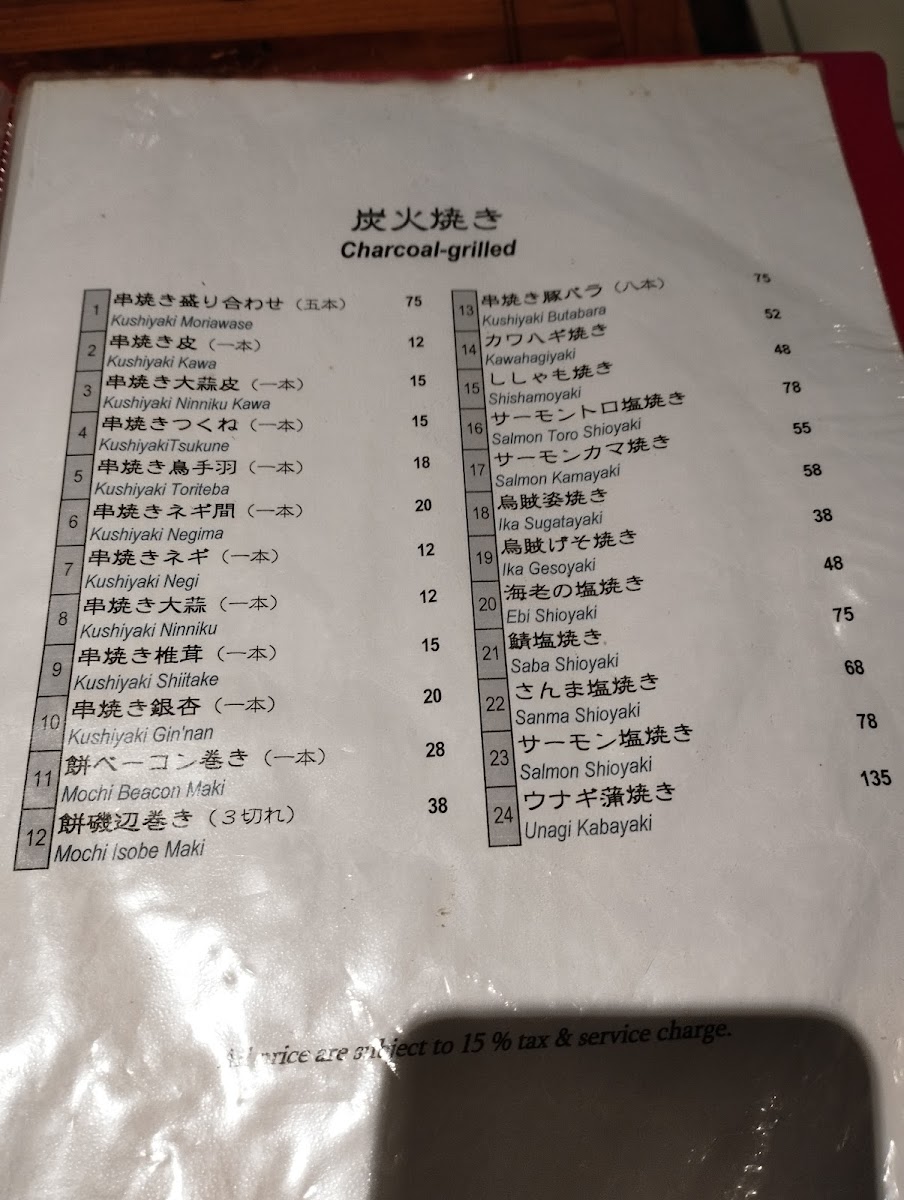 炭火焼き
Charcoal-grilled
1 串焼き盛り合わせ（五本） 75
Kushiyaki Moriawase
2 串焼き皮（一本） 12
Kushiyaki Kawa
3 串焼き大蒜皮（一本） 15
Kushiyaki Ninniku Kawa
4 串焼きつくね（一本） 15
KushiyakiTsukune
5 串焼き鳥手羽（一本） 18
Kushiyaki Toriteba
6 串焼きネギ間（一本） 20
Kushiyaki Negima
7 串焼きネギ（一本） 12
Kushiyaki Negi
8 串焼き大蒜（一本） 12
Kushiyaki Ninniku
9 串焼き椎茸（一本） 15
Kushiyaki Shiitake
10 串焼き銀杏（一本） 20
Kushiyaki Gin'nan
11 餅ベーコン巻き（一本） 28
Mochi Beacon Maki
12 餅磯辺巻き（３切れ） 38
Mochi Isobe Maki
13 串焼き豚バラ（八本） 75
Kushiyaki Butabara
14 カワハギ焼き 52
Kawahagiyaki
15 ししゃも焼き 48
Shishamoyaki
16 サーモントロ塩焼き 78
Salmon Toro Shioyaki
17 サーモンカマ焼き 55
Salmon Kamayaki
18 烏賊姿焼き 58
Ika Sugatayaki
19 烏賊げそ焼き 38
Ika Gesoyaki
20 海老の塩焼き 48
Ebi Shioyaki
21 鯖塩焼き 75
Saba Shioyaki
22 さんま塩焼き 68
Sanma Shioyaki
23 サーモン塩焼き 78
Salmon Shioyaki
24 ウナギ蒲焼き 135
Unagi Kabayaki
All price are subject to 15 % tax & service charge.